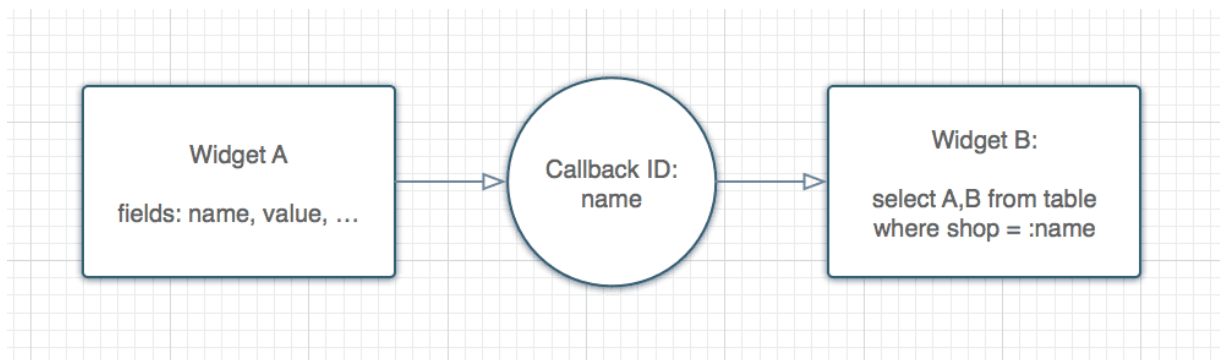 Widget A
fields: name, value, …
Callback ID:
name
Widget B:
select A,B from table
where shop = :name